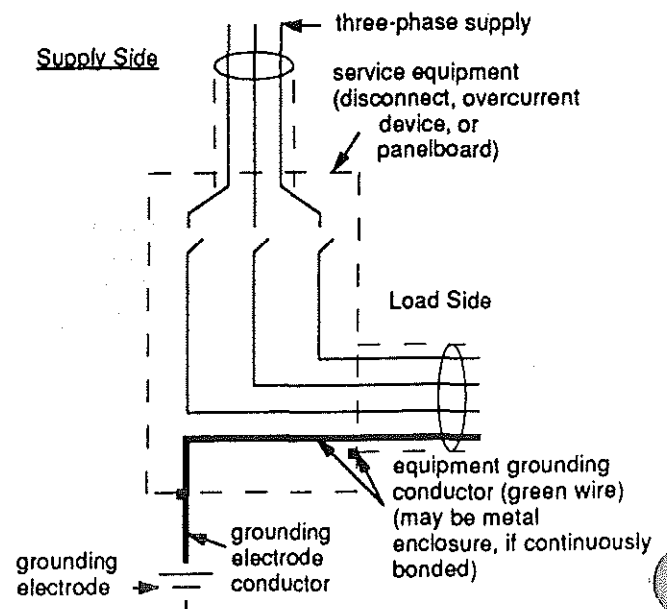 three-phase supply
Supply Side
service equipment
(disconnect, overcurrent
device, or
panelboard)
Load Side
equipment grounding
conductor (green wire)
(may be metal
enclosure, if continuously
bonded)
grounding
electrode
conductor
grounding
electrode